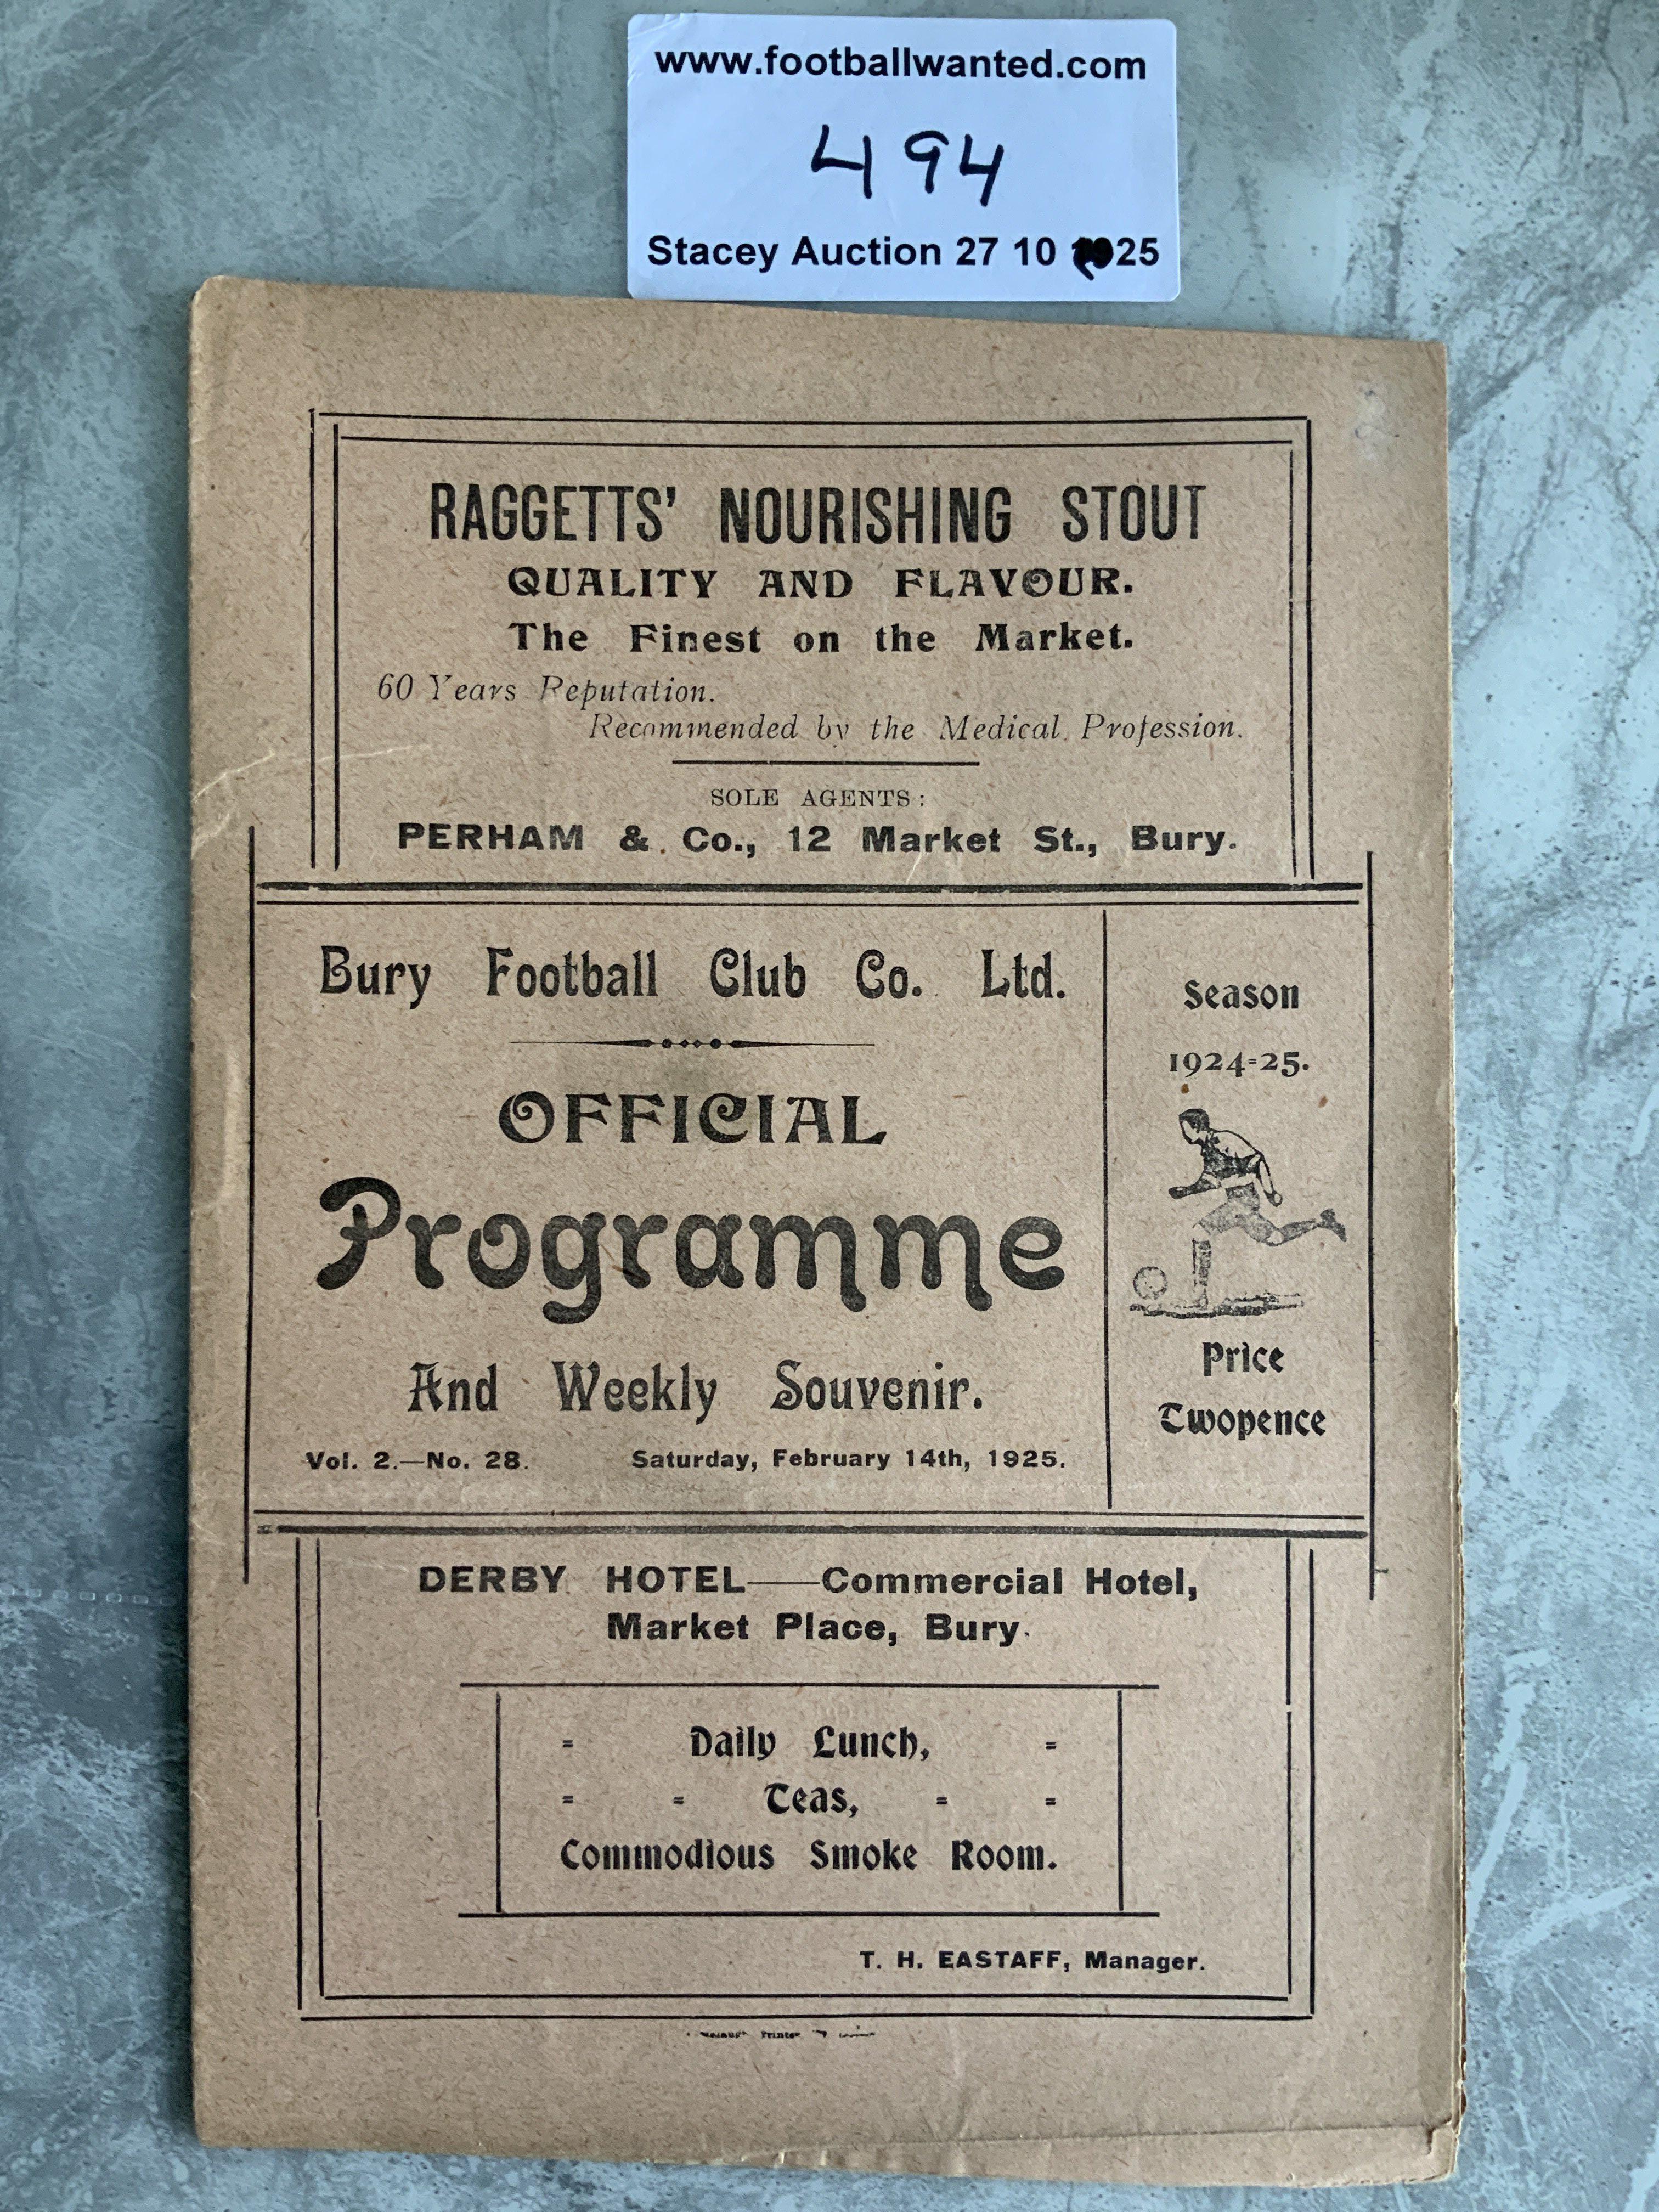 www.footballwanted.com
494
Stacey Auction 27 10 25
RAGGETTS' NOURISHING STOUT
QUALITY AND FLAVOUR.
The Finest on the Market.
60 Years Reputation.
Recommended by the Medical Profession.
SOLE AGENTS:
PERHAM & Co., 12 Market St., Bury.
Bury Football Club Co. Ltd.
OFFICIAL
Programme
And Weekly Souvenir.
Vol. 2.—No. 28. Saturday, February 14th, 1925.
Season
1924-25.
Price
Twopence
DERBY HOTEL——Commercial Hotel,
Market Place, Bury.
= Daily Lunch, =
= = Teas, = =
Commodious Smoke Room.
T. H. EASTAFF, Manager.
Printer